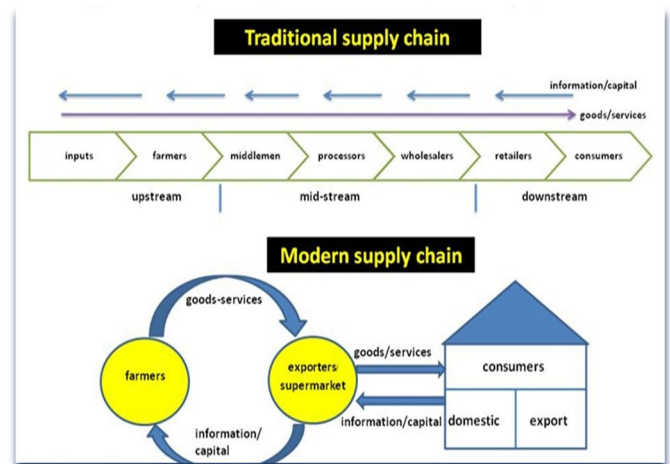 Traditional supply chain
information/capital
goods/services
inputs farmers middlemen processors wholesalers retailers consumers
upstream mid-stream downstream
Modern supply chain
goods-services
farmers
exporters/
supermarket
goods/services
information/capital
information/
capital
consumers
domestic export